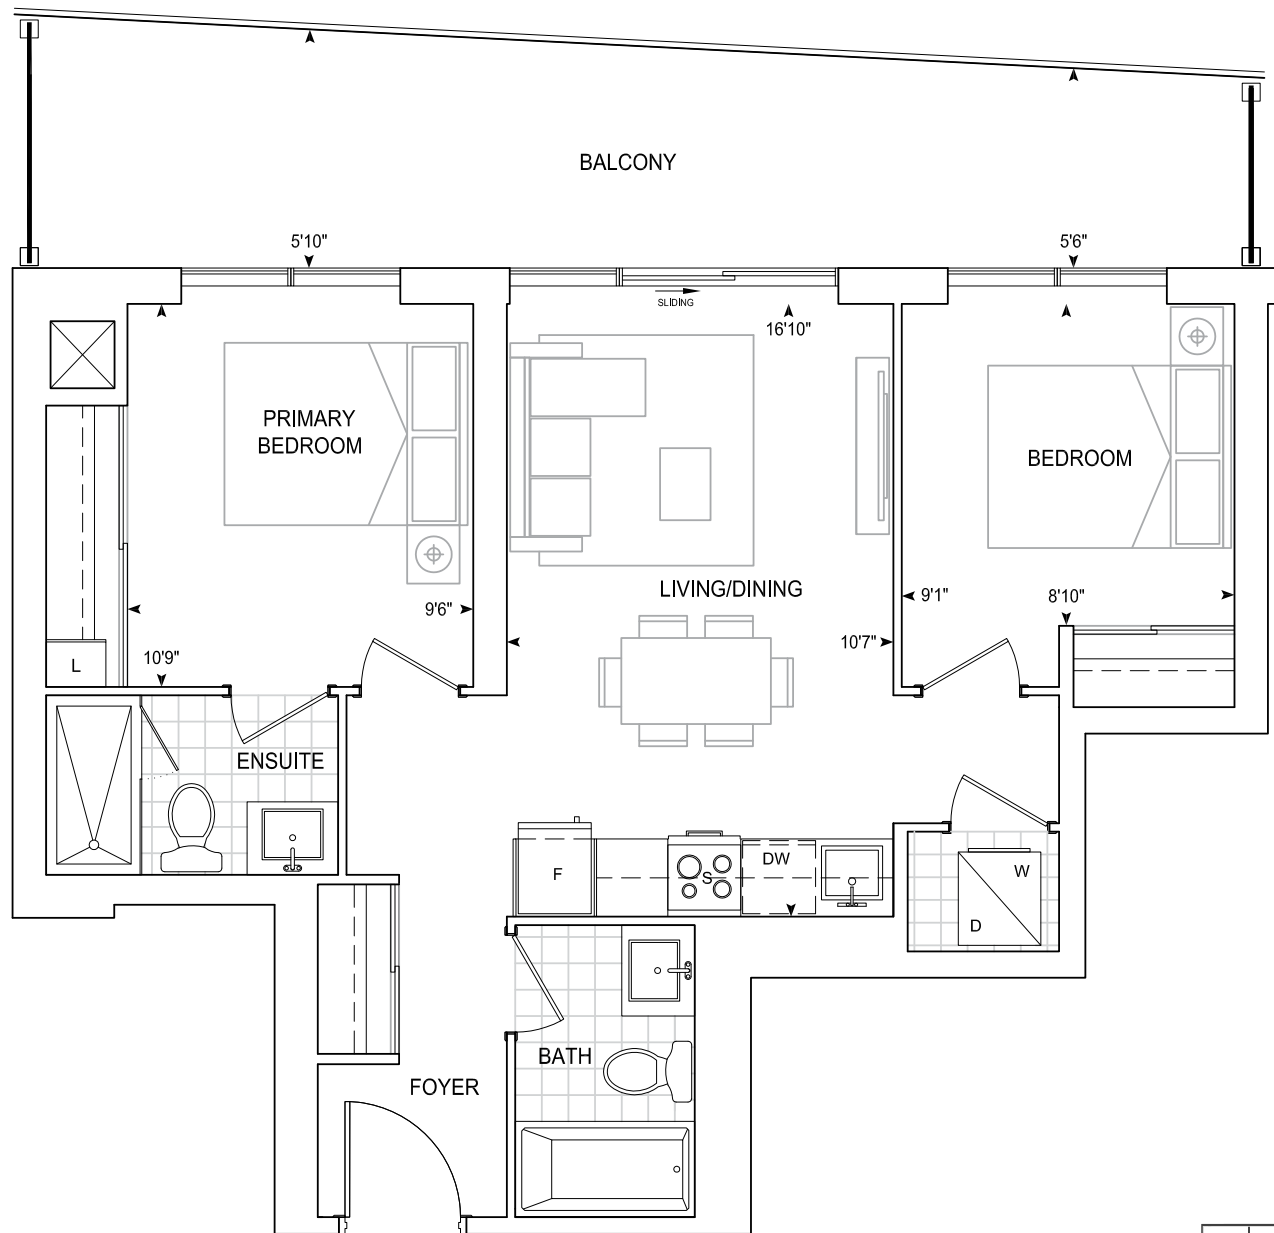 BALCONY
5'10"
5'6"
SLIDING
16'10"
PRIMARY
BEDROOM
BEDROOM
LIVING/DINING
9'6"
9'1"
8'10"
10'9"
10'7"
L
ENSUITE
F
S
DW
W
D
BATH
FOYER